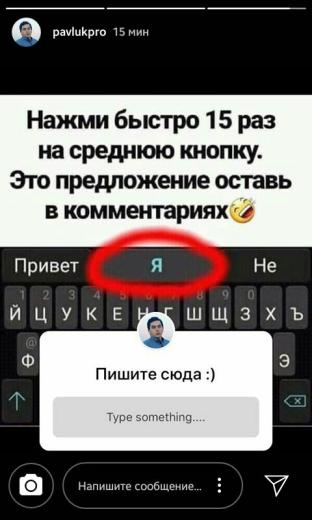 pavlukpro 15 мин
Нажми быстро 15 раз
на среднюю кнопку.
Это предложение оставь
в комментариях🤣
Привет Я Не
1 2 3 4 5 6 7 8 9 0
Й Ц У К Е Н Г Ш Щ З Х Ъ
@
Ф Э
Пишите сюда :)
Type something....
Напишите сообщение...